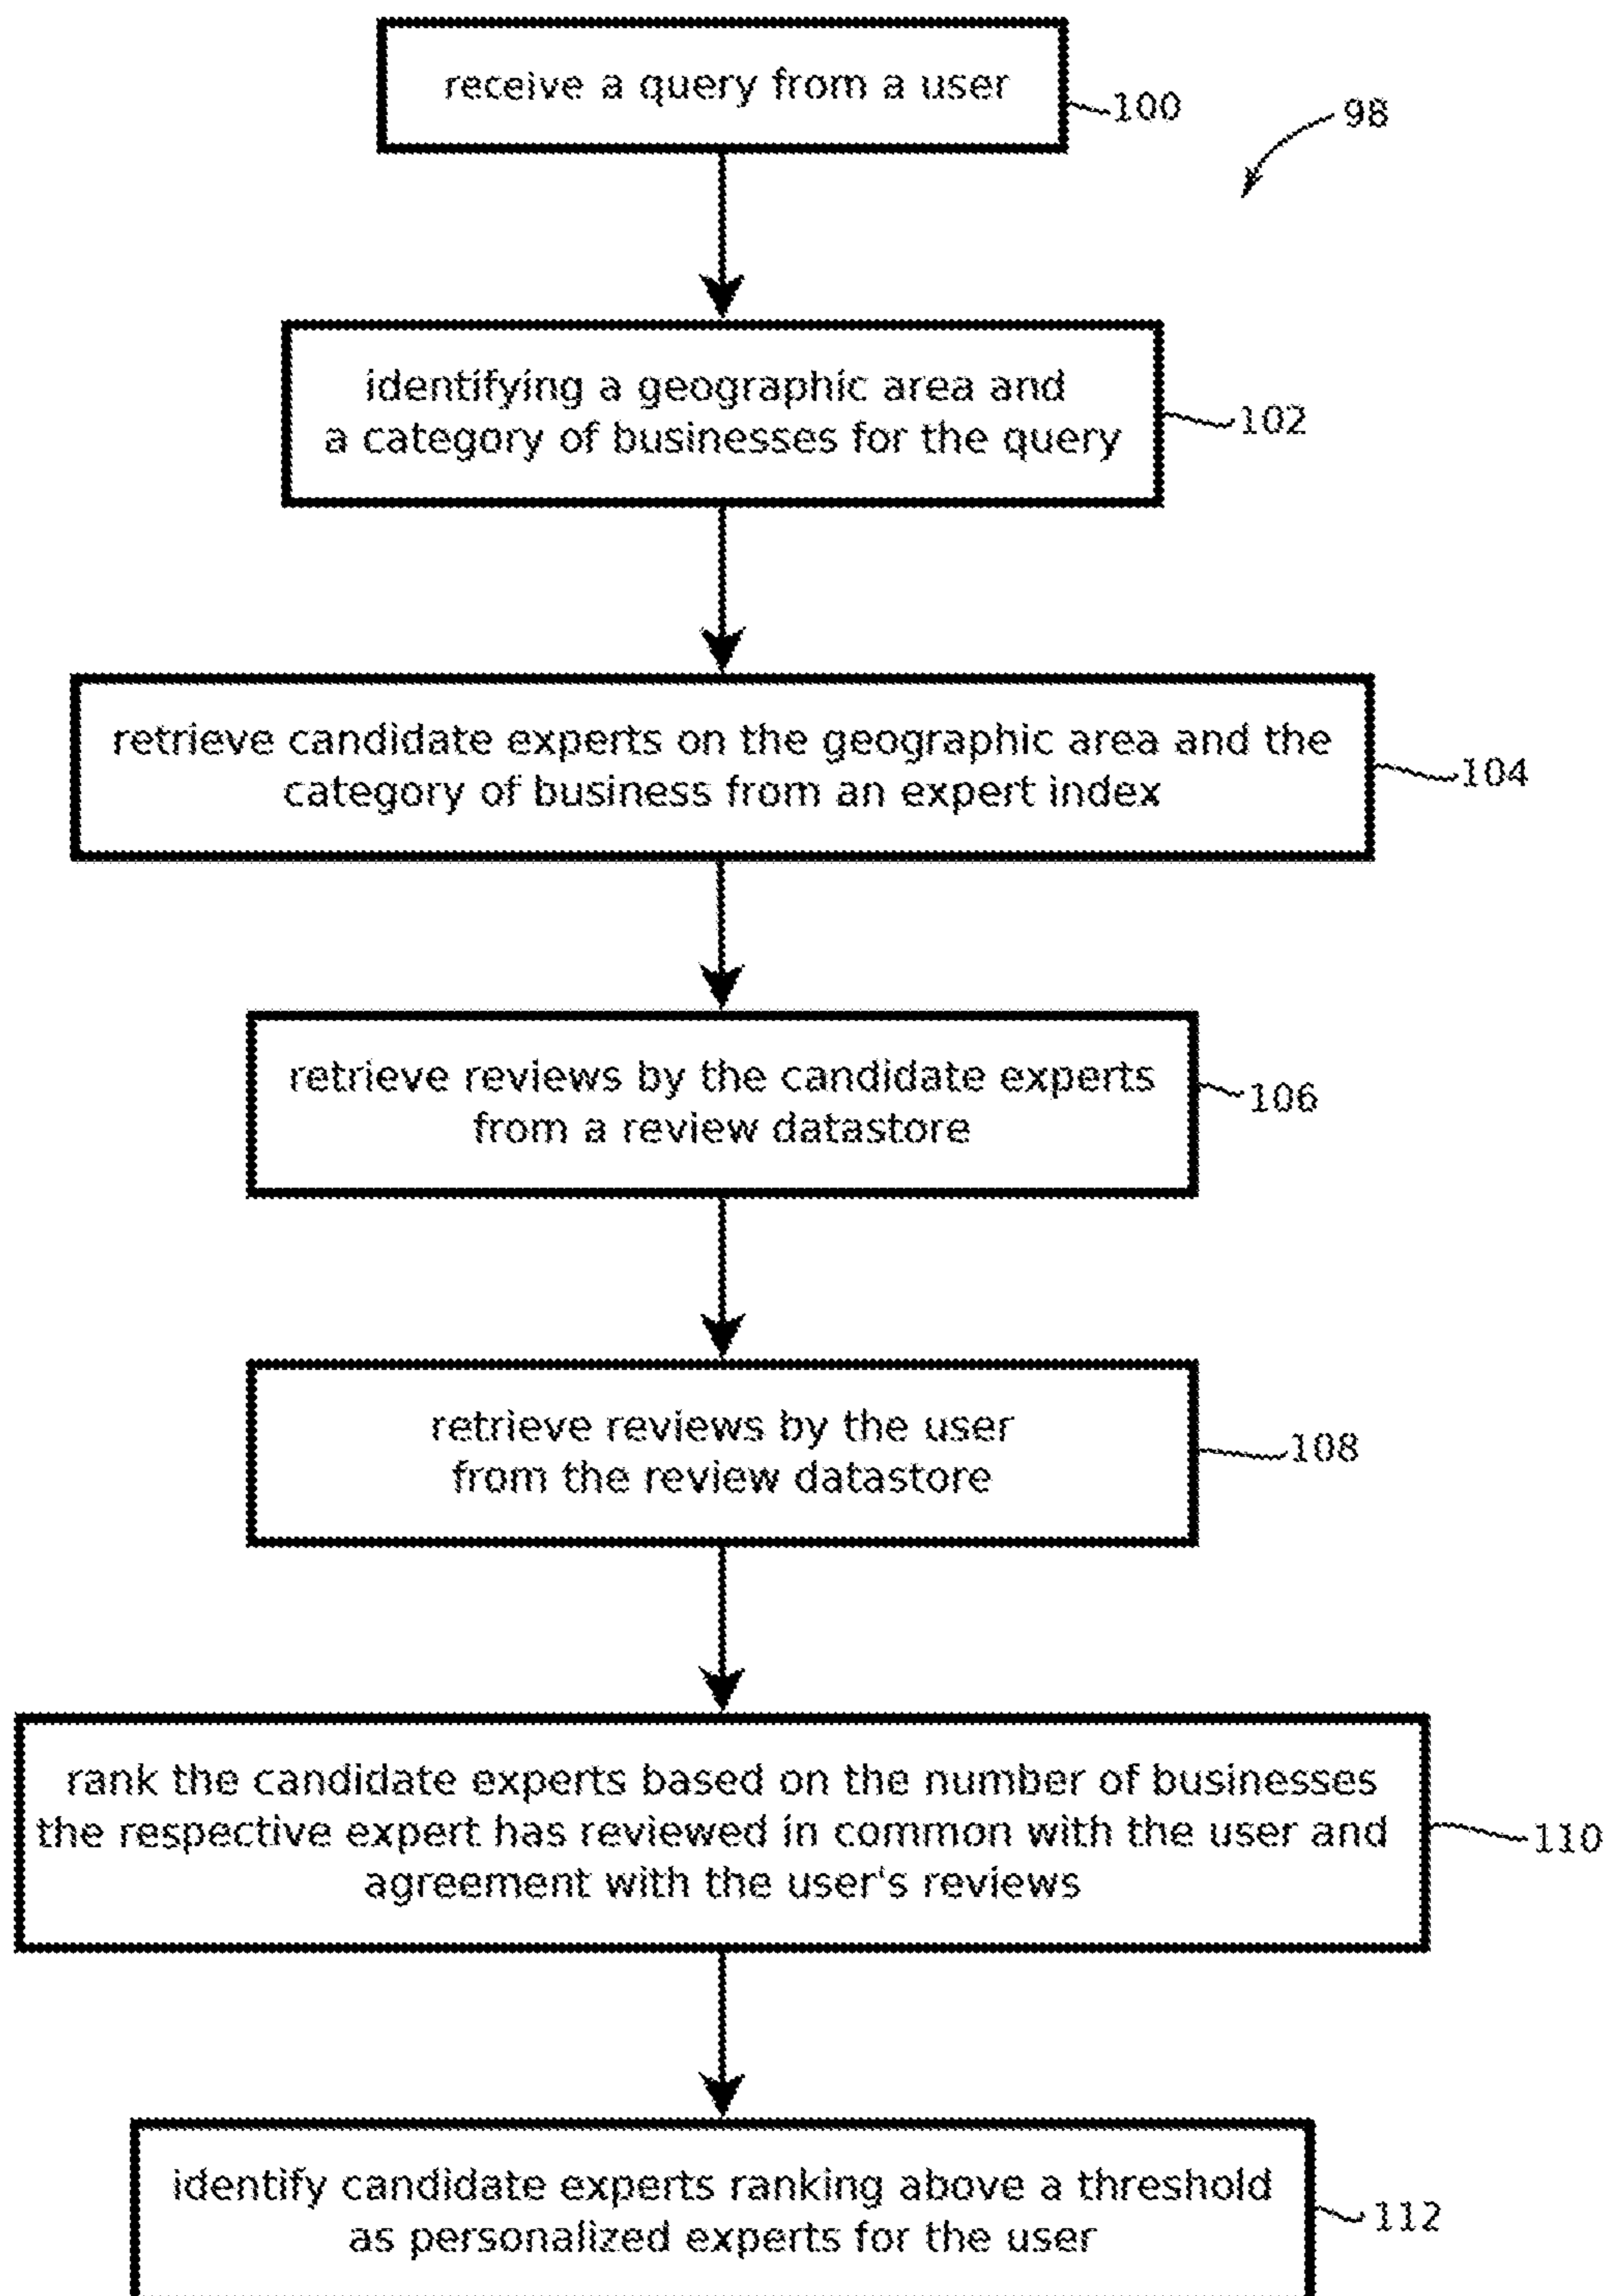 receive a query from a user
100
98
identifying a geographic area and
a category of businesses for the query
102
retrieve candidate experts on the geographic area and the
category of business from an expert index
104
retrieve reviews by the candidate experts
from a review datastore
106
retrieve reviews by the user
from the review datastore
108
rank the candidate experts based on the number of businesses
the respective expert has reviewed in common with the user and
agreement with the user's reviews
110
identify candidate experts ranking above a threshold
as personalized experts for the user
112